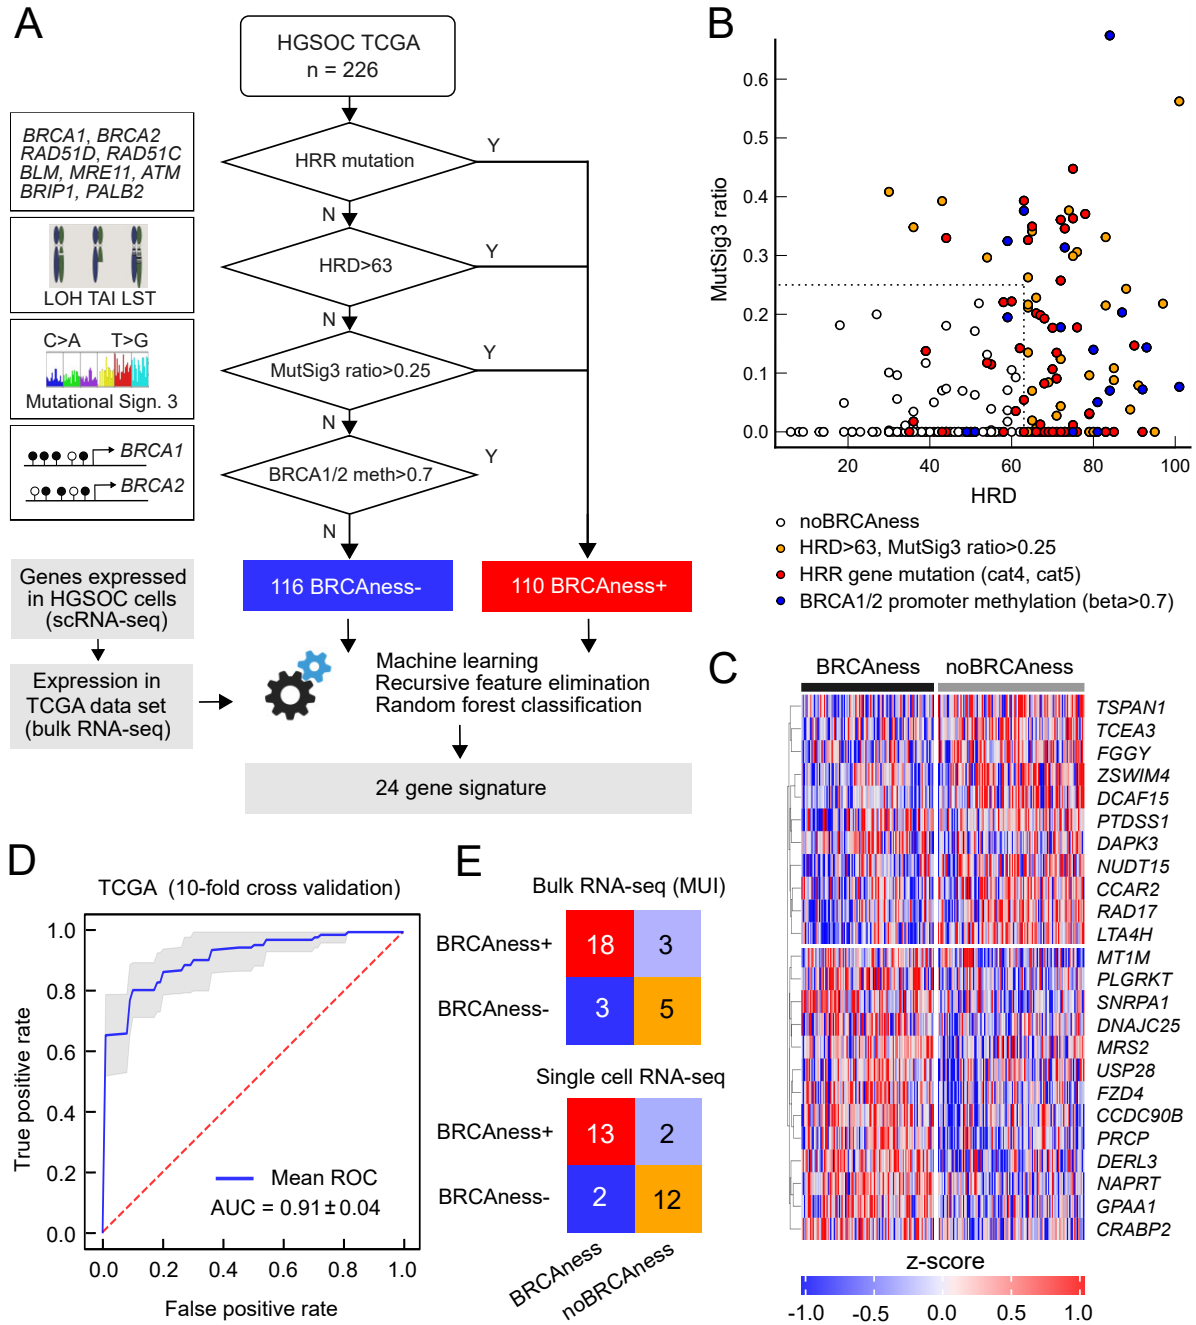 A
HGSOC TCGA
n = 226
BRCA1, BRCA2
RAD51D, RAD51C
BLM, MRE11, ATM
BRIP1, PALB2
HRR mutation
Y
N
LOH TAI LST
HRD>63
Y
N
C>A T>G
Mutational Sign. 3
MutSig3 ratio>0.25
Y
N
BRCA1
BRCA2
BRCA1/2 meth>0.7
Y
N
116 BRCAness-
110 BRCAness+
Genes expressed
in HGSOC cells
(scRNA-seq)
Expression in
TCGA data set
(bulk RNA-seq)
Machine learning
Recursive feature elimination
Random forest classification
24 gene signature
B
MutSig3 ratio
0.6
0.5
0.4
0.3
0.2
0.1
0.0
20 40 60 80 100
HRD
noBRCAness
HRD>63, MutSig3 ratio>0.25
HRR gene mutation (cat4, cat5)
BRCA1/2 promoter methylation (beta>0.7)
C
BRCAness noBRCAness
TSPAN1
TCEA3
FGGY
ZSWIM4
DCAF15
PTDSS1
DAPK3
NUDT15
CCAR2
RAD17
LTA4H
MT1M
PLGRKT
SNRPA1
DNAJC25
MRS2
USP28
FZD4
CCDC90B
PRCP
DERL3
NAPRT
GPAA1
CRABP2
z-score
-1.0 -0.5 0.0 0.5 1.0
D
TCGA (10-fold cross validation)
True positive rate
1.0
0.8
0.6
0.4
0.2
0.0
Mean ROC
AUC = 0.91±0.04
0.0 0.2 0.4 0.6 0.8 1.0
False positive rate
E
Bulk RNA-seq (MUI)
BRCAness+ 18 3
BRCAness- 3 5
Single cell RNA-seq
BRCAness+ 13 2
BRCAness- 2 12
BRCAness
noBRCAness